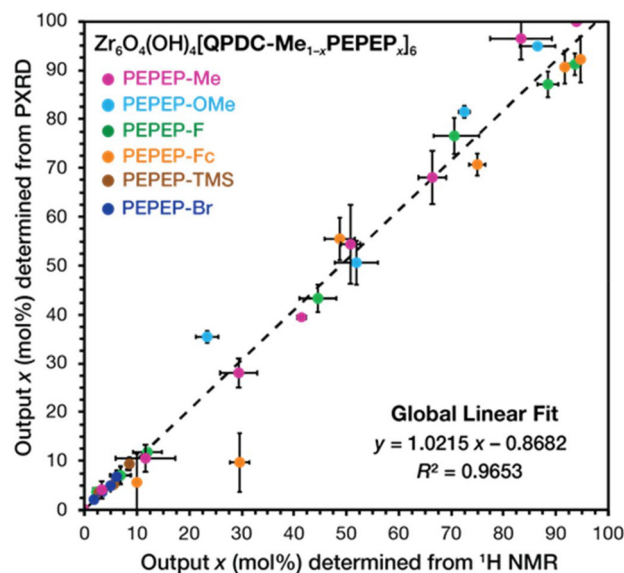 Zr₆O₄(OH)₄[QPDC-Me₁₋ₓPEPEPₓ]₆
PEPEP-Me
PEPEP-OMe
PEPEP-F
PEPEP-Fc
PEPEP-TMS
PEPEP-Br
Output x (mol%) determined from PXRD
100
90
80
70
60
50
40
30
20
10
0
Global Linear Fit
y = 1.0215 x – 0.8682
R² = 0.9653
0 10 20 30 40 50 60 70 80 90 100
Output x (mol%) determined from ¹H NMR